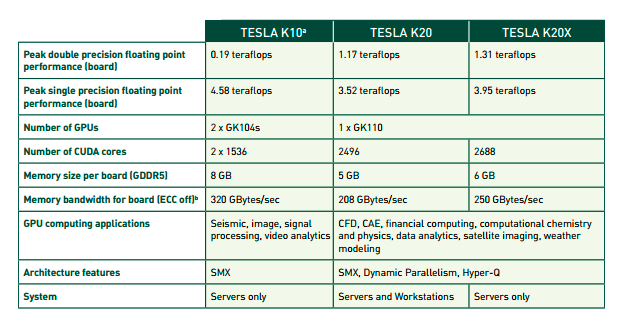 TESLA K10a TESLA K20 TESLA K20X
Peak double precision floating point
performance (board)
0.19 teraflops 1.17 teraflops 1.31 teraflops
Peak single precision floating point
performance (board)
4.58 teraflops 3.52 teraflops 3.95 teraflops
Number of GPUs 2 x GK104s 1 x GK110
Number of CUDA cores 2 x 1536 2496 2688
Memory size per board (GDDR5) 8 GB 5 GB 6 GB
Memory bandwidth for board (ECC off)b 320 GBytes/sec 208 GBytes/sec 250 GBytes/sec
GPU computing applications
Seismic, image, signal
processing, video analytics
CFD, CAE, financial computing, computational chemistry
and physics, data analytics, satellite imaging, weather
modeling
Architecture features SMX SMX, Dynamic Parallelism, Hyper-Q
System Servers only Servers and Workstations Servers only